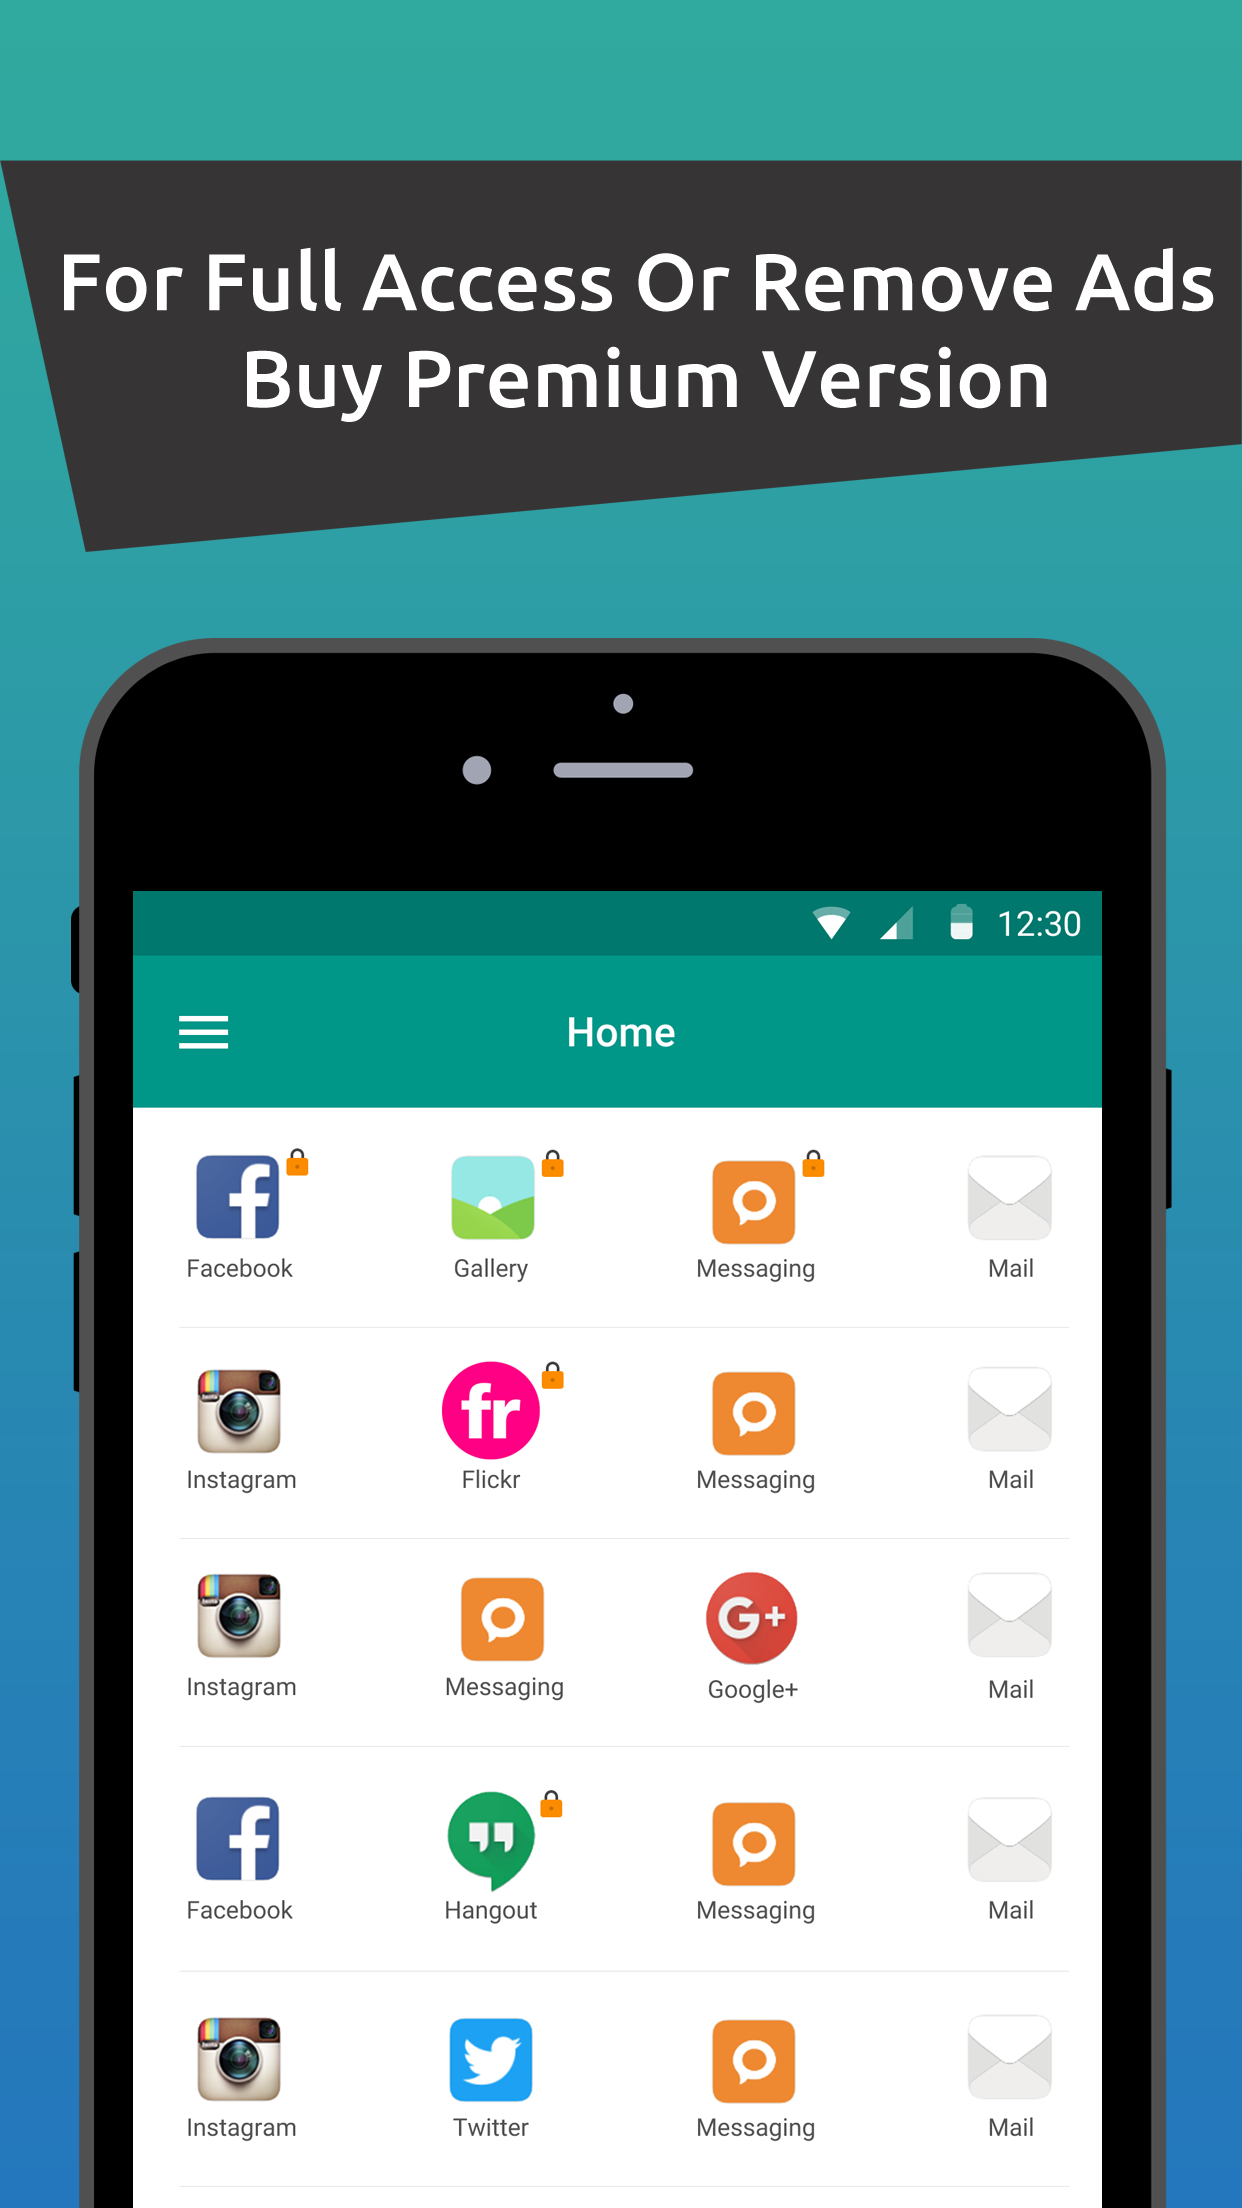 For Full Access Or Remove Ads
Buy Premium Version
12:30
Home
Facebook Gallery Messaging Mail
fr
Instagram Flickr Messaging Mail
G+
Instagram Messaging Google+ Mail
Facebook Hangout Messaging Mail
Instagram Twitter Messaging Mail